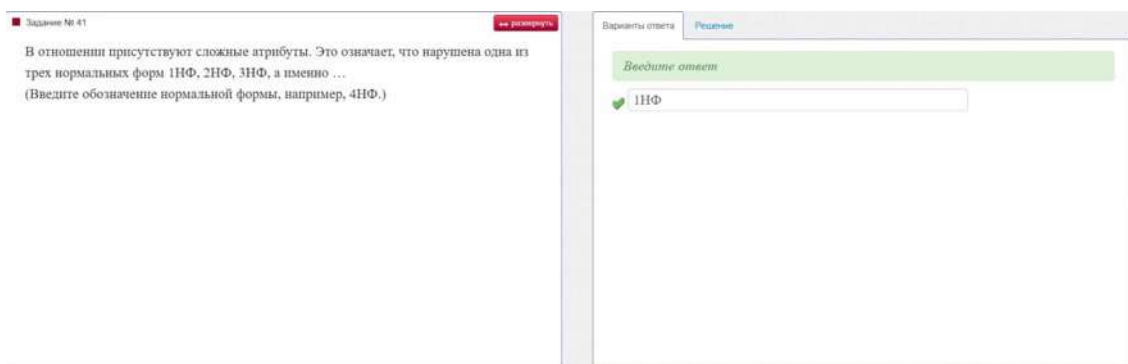 Задание № 41
↔ развернуть
В отношении присутствуют сложные атрибуты. Это означает, что нарушена одна из
трех нормальных форм 1НФ, 2НФ, 3НФ, а именно …
(Введите обозначение нормальной формы, например, 4НФ.)
Варианты ответа
Решение
Введите ответ
1НФ